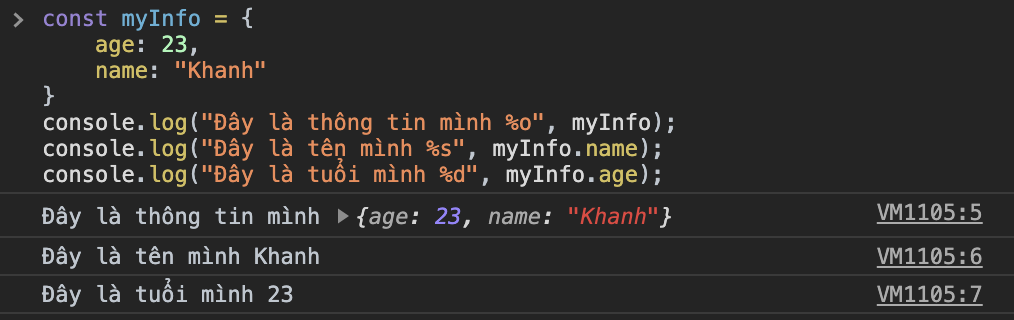 > const myInfo = {
age: 23,
name: "Khanh"
}
console.log("Đây là thông tin mình %o", myInfo);
console.log("Đây là tên mình %s", myInfo.name);
console.log("Đây là tuổi mình %d", myInfo.age);
Đây là thông tin mình ▶{age: 23, name: "Khanh"} VM1105:5
Đây là tên mình Khanh VM1105:6
Đây là tuổi mình 23 VM1105:7